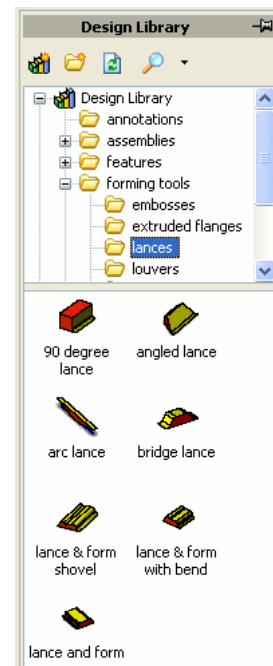 Design Library
Design Library
annotations
assemblies
features
forming tools
embosses
extruded flanges
lances
louvers
90 degree
lance
angled lance
arc lance
bridge lance
lance & form
shovel
lance & form
with bend
lance and form